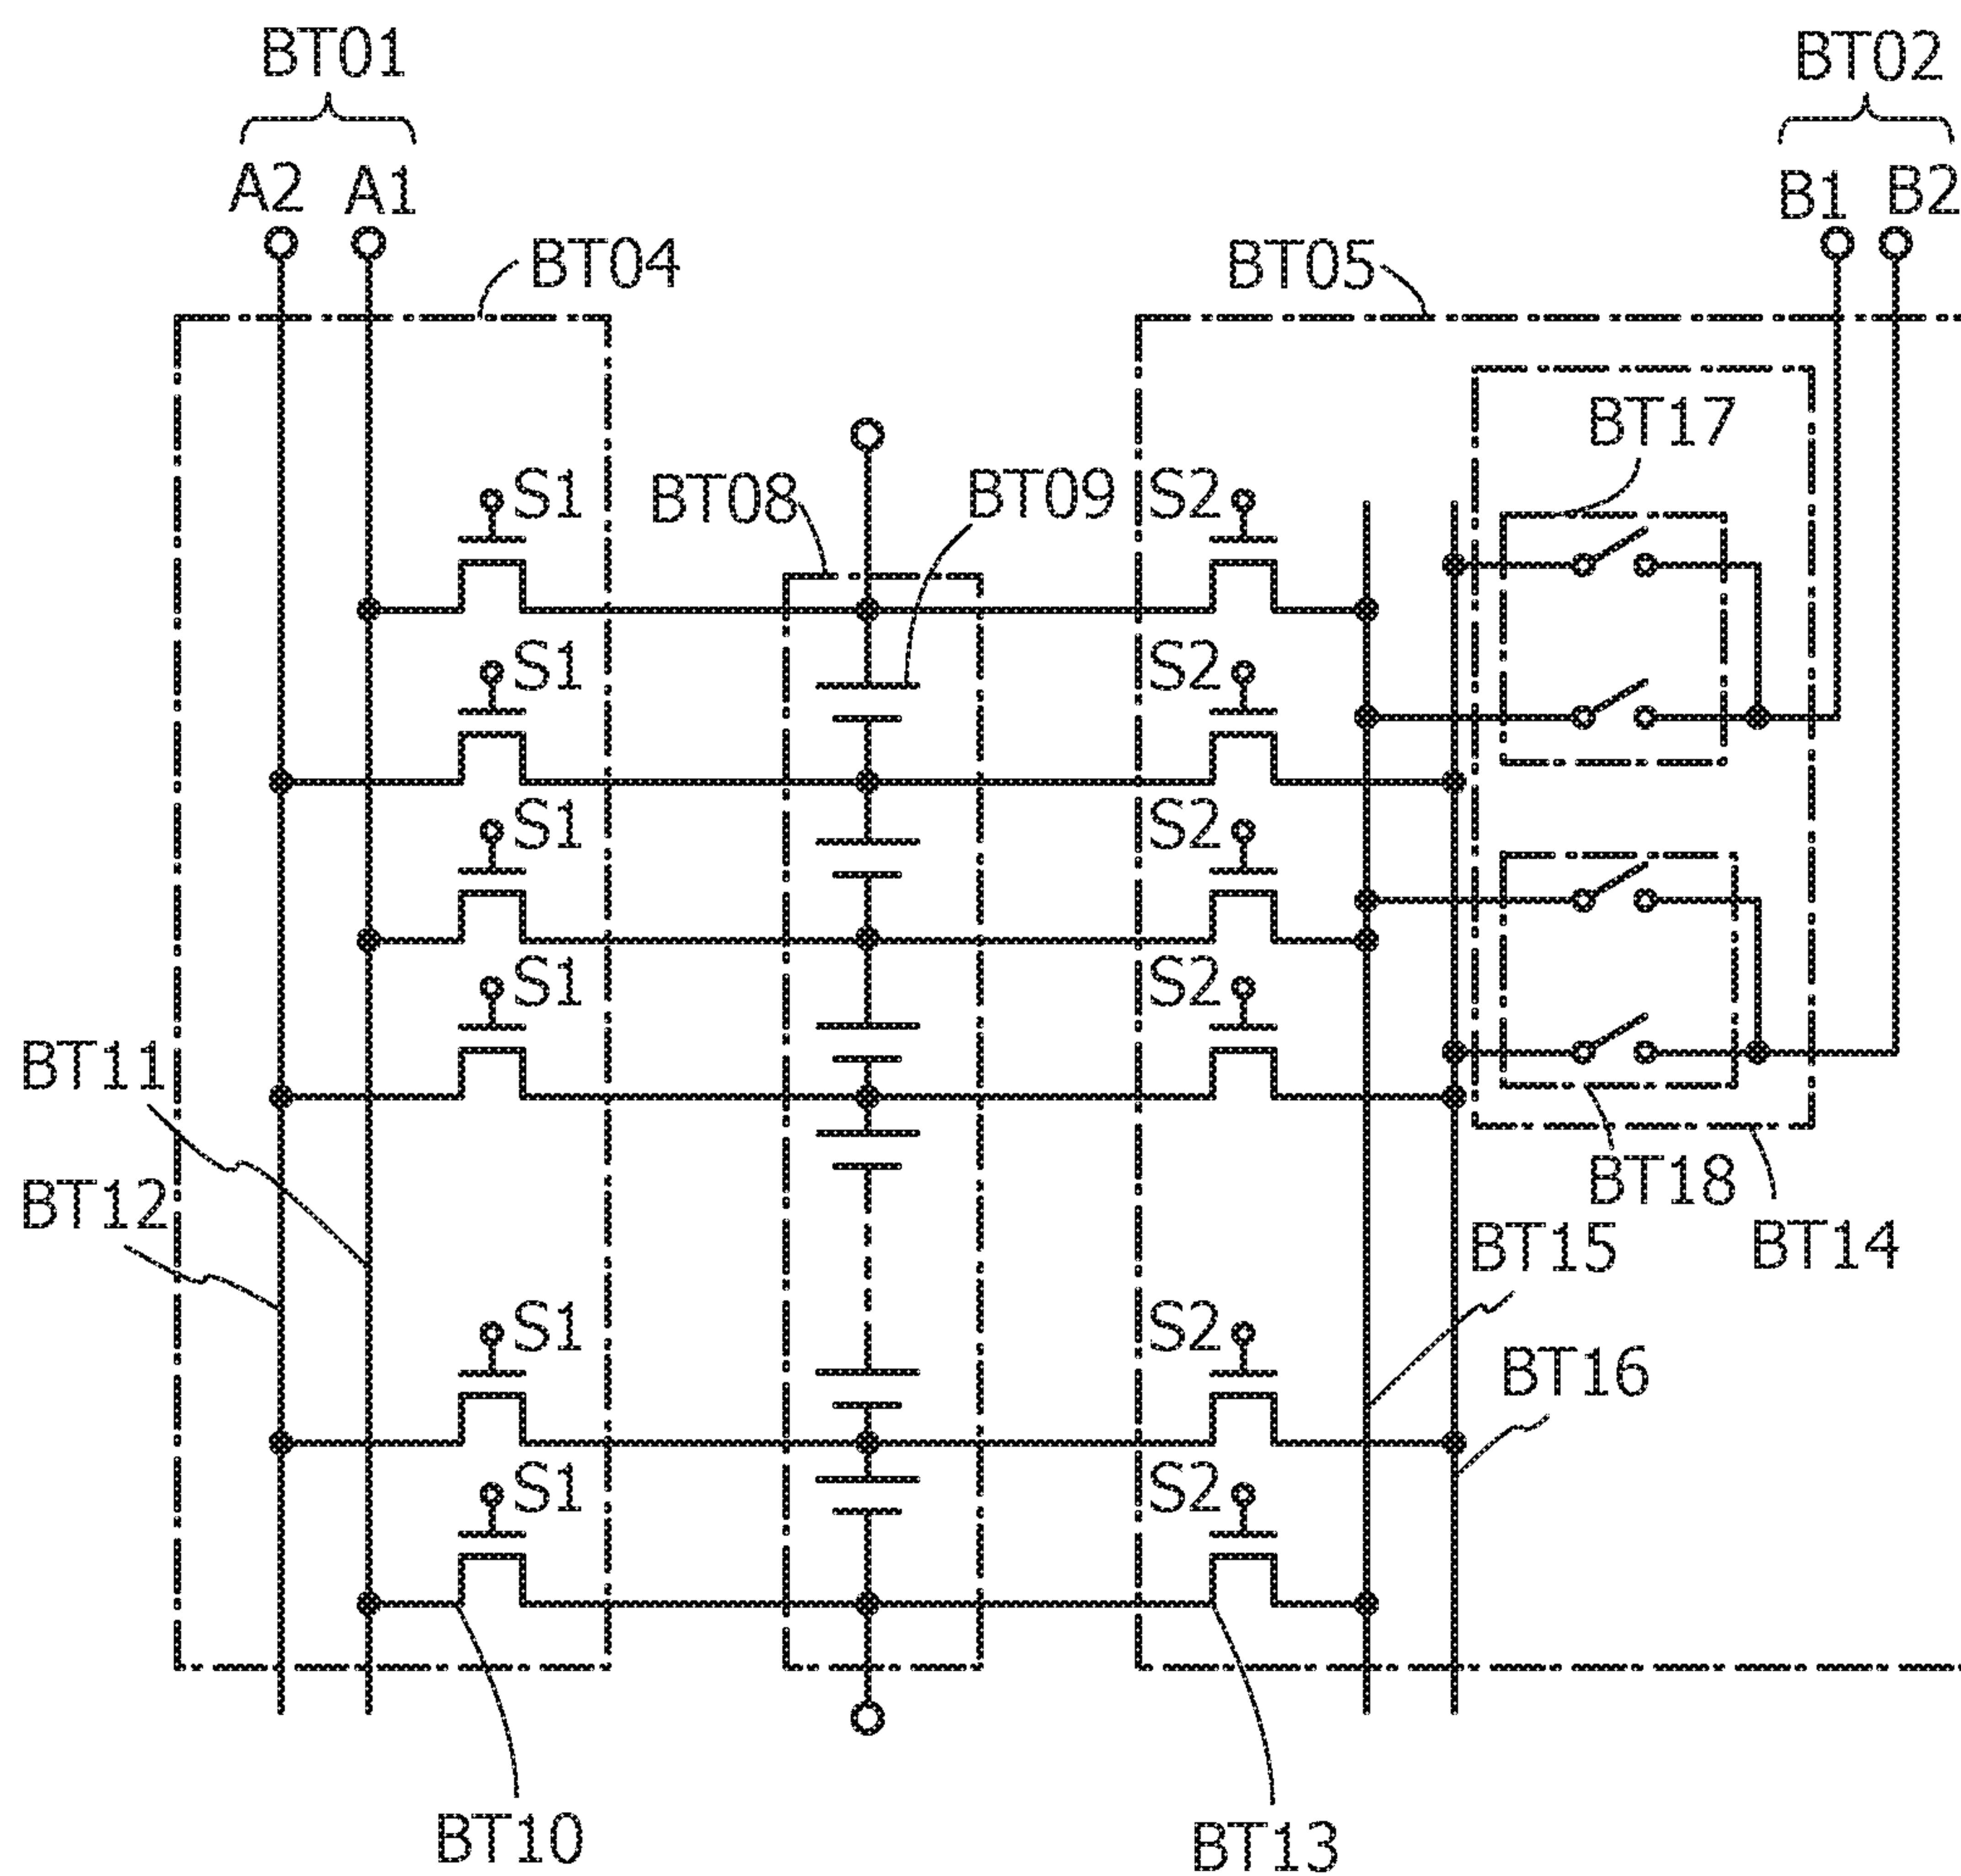 BT01
BT02
A2 A1
B1 B2
BT04
BT05
BT17
BT08
BT09
S1
S2
S1
S2
S1
S2
S1
S2
BT11
BT12
BT18
BT14
BT15
S1
S2
BT16
S1
S2
BT10
BT13